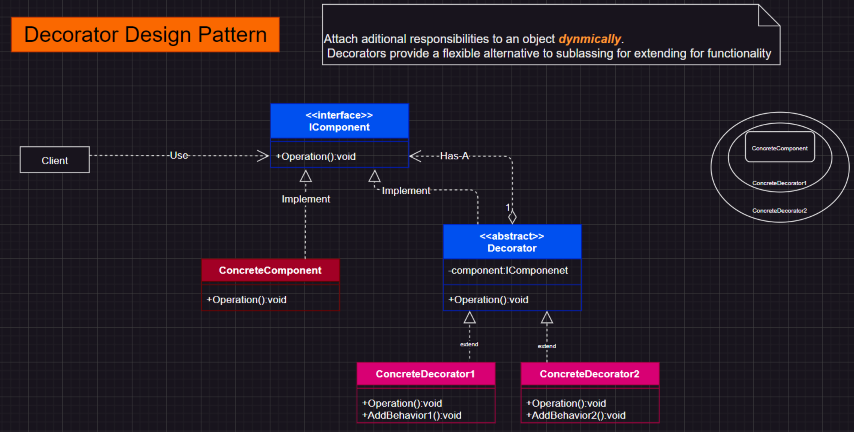 Decorator Design Pattern
Attach aditional responsibilities to an object dynmically.
Decorators provide a flexible alternative to sublassing for extending for functionality
<<interface>>
IComponent
+Operation():void
Client
Use
Has-A
Implement
Implement
1
ConcreteComponent
ConcreteDecorator1
ConcreteDecorator2
<<abstract>>
Decorator
-component:IComponenet
+Operation():void
ConcreteComponent
+Operation():void
extend
extend
ConcreteDecorator1
+Operation():void
+AddBehavior1():void
ConcreteDecorator2
+Operation():void
+AddBehavior2():void